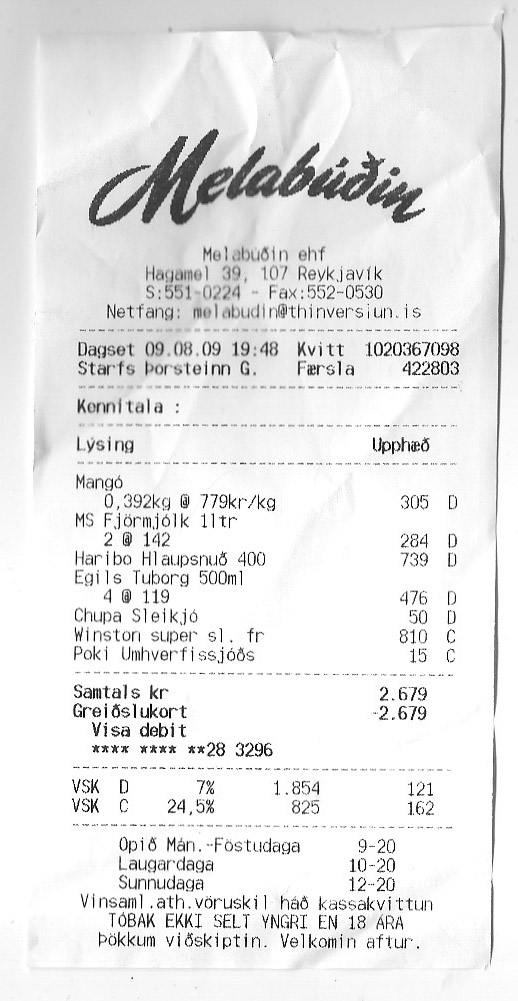 Melabúðin
Melabúðin ehf
Hagamel 39, 107 Reykjavík
S:551-0224 - Fax:552-0530
Netfang: melabudin@thinversiun.is
Dagset 09.08.09 19:48 Kvitt 1020367098
Starfs Þorsteinn G. Færsla 422803
Kennitala :
Lýsing Upphæð
Mangó
0,392kg @ 779kr/kg 305 D
MS Fjörmjólk 1ltr
2 @ 142 284 D
Haribo Hlaupsnuð 400 739 D
Egils Tuborg 500ml
4 @ 119 476 D
Chupa Sleikjó 50 D
Winston super sl. fr 810 C
Poki Umhverfissjóðs 15 C
Samtals kr 2.679
Greiðslukort -2.679
Visa debit
**** **** **28 3296
VSK D 7% 1.854 121
VSK C 24,5% 825 162
Opið Mán.-Föstudaga 9-20
Laugardaga 10-20
Sunnudaga 12-20
Vinsaml.ath.vöruskil háð kassakvittun
TÓBAK EKKI SELT YNGRI EN 18 ÁRA
Þökkum viðskiptin. Velkomin aftur.